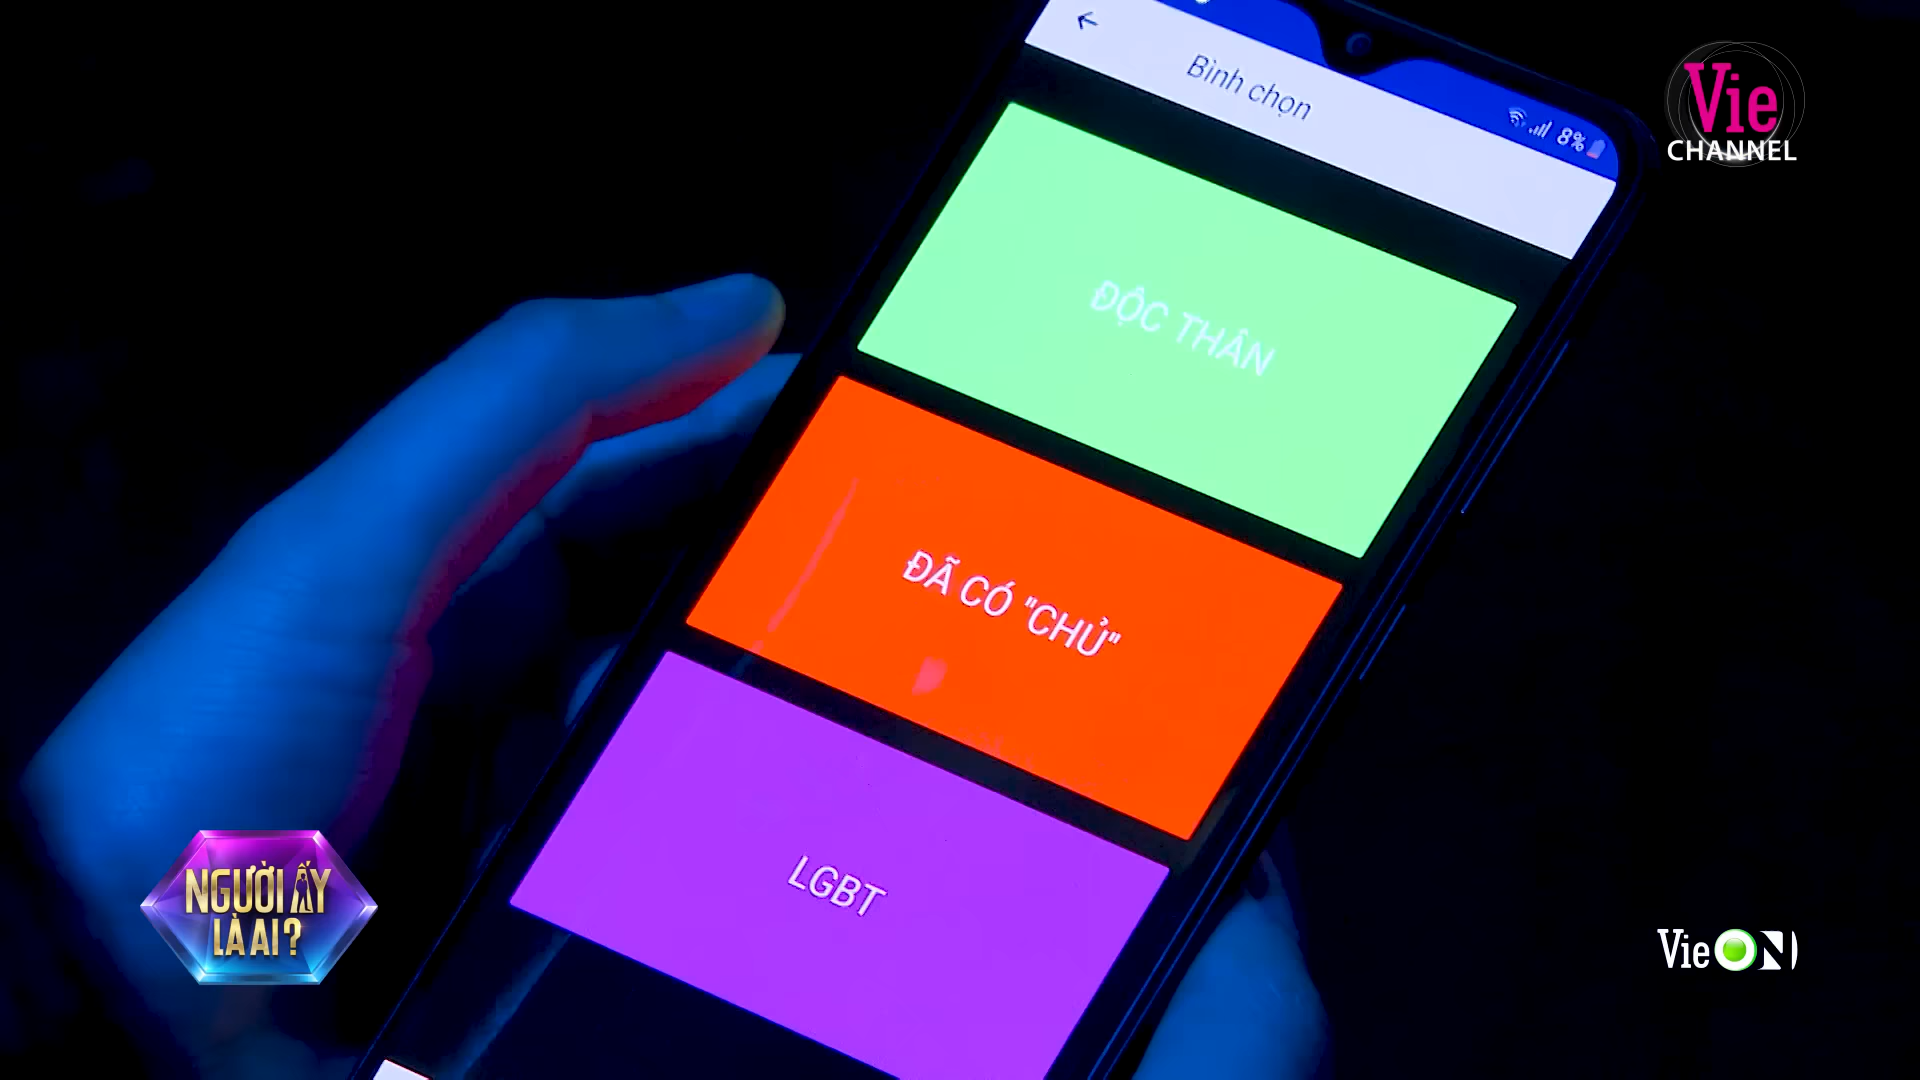 Bình chọn
8%
Vie
CHANNEL
ĐỘC THÂN
ĐÃ CÓ "CHỦ"
LGBT
NGƯỜI ẤY
LÀ AI?
VieON